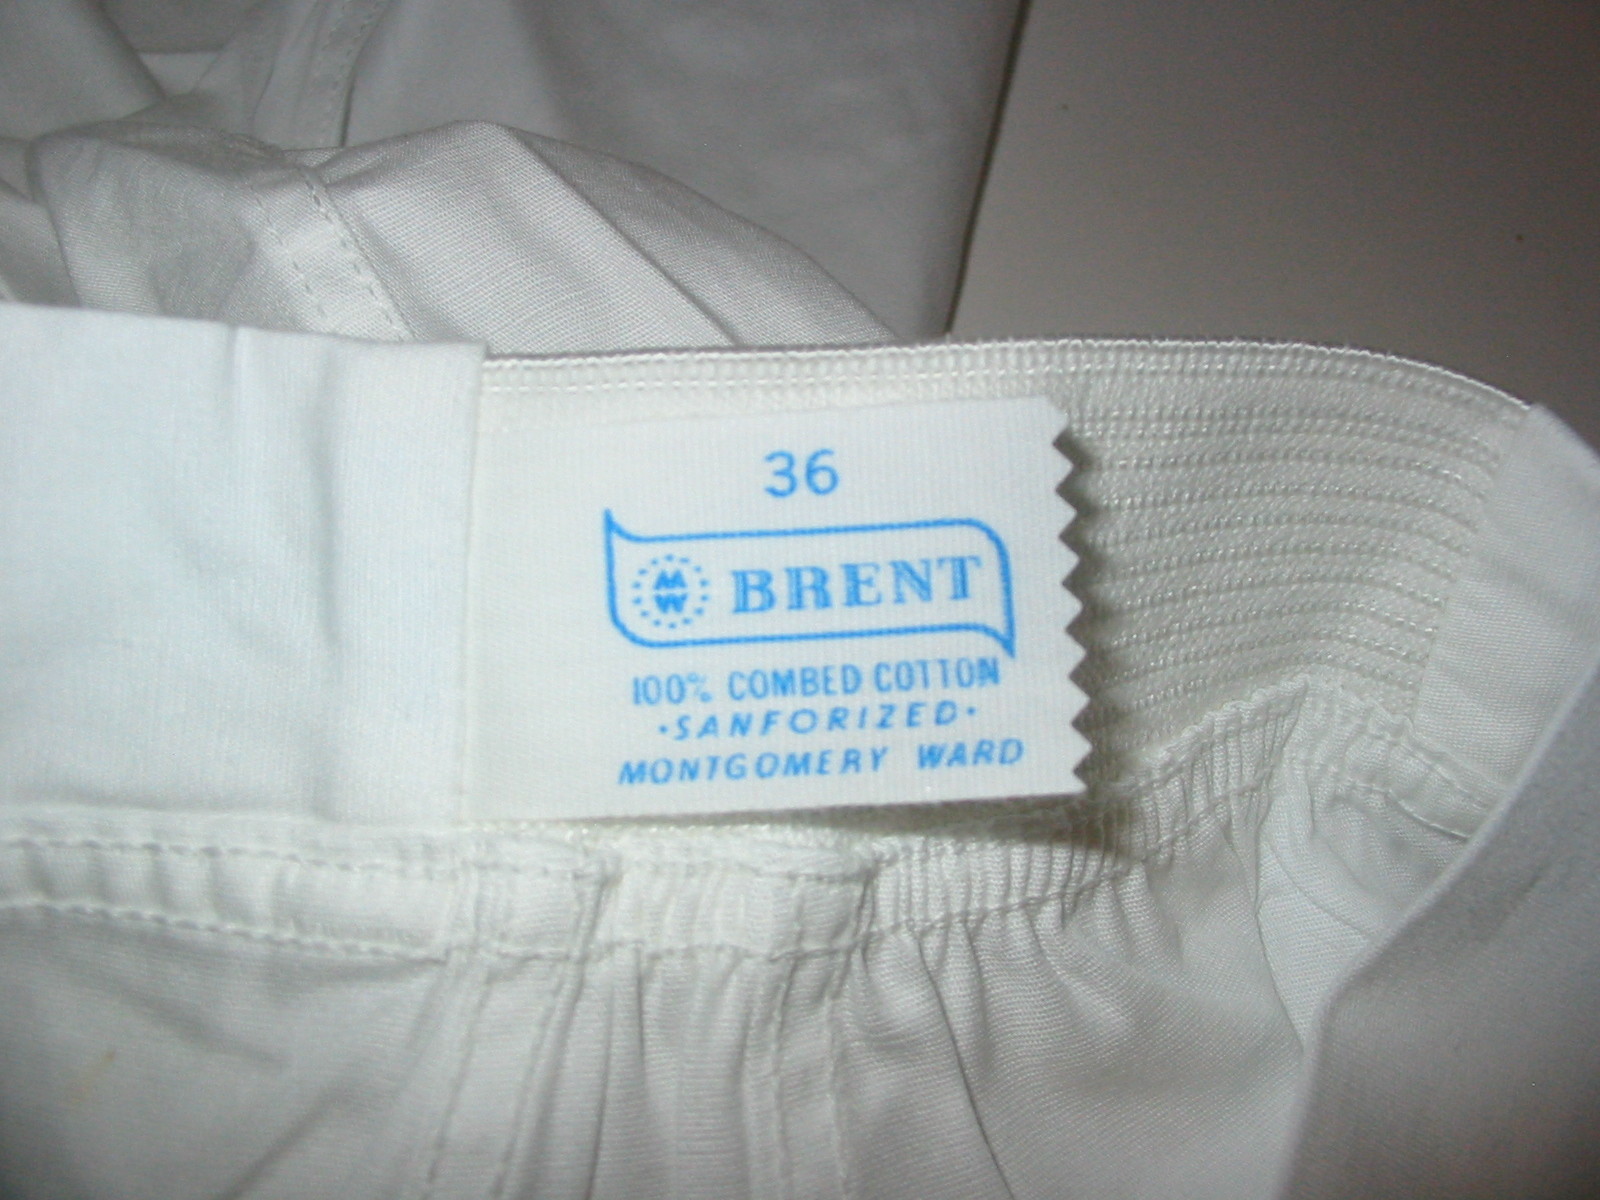 36
MW BRENT
100% COMBED COTTON
·SANFORIZED·
MONTGOMERY WARD